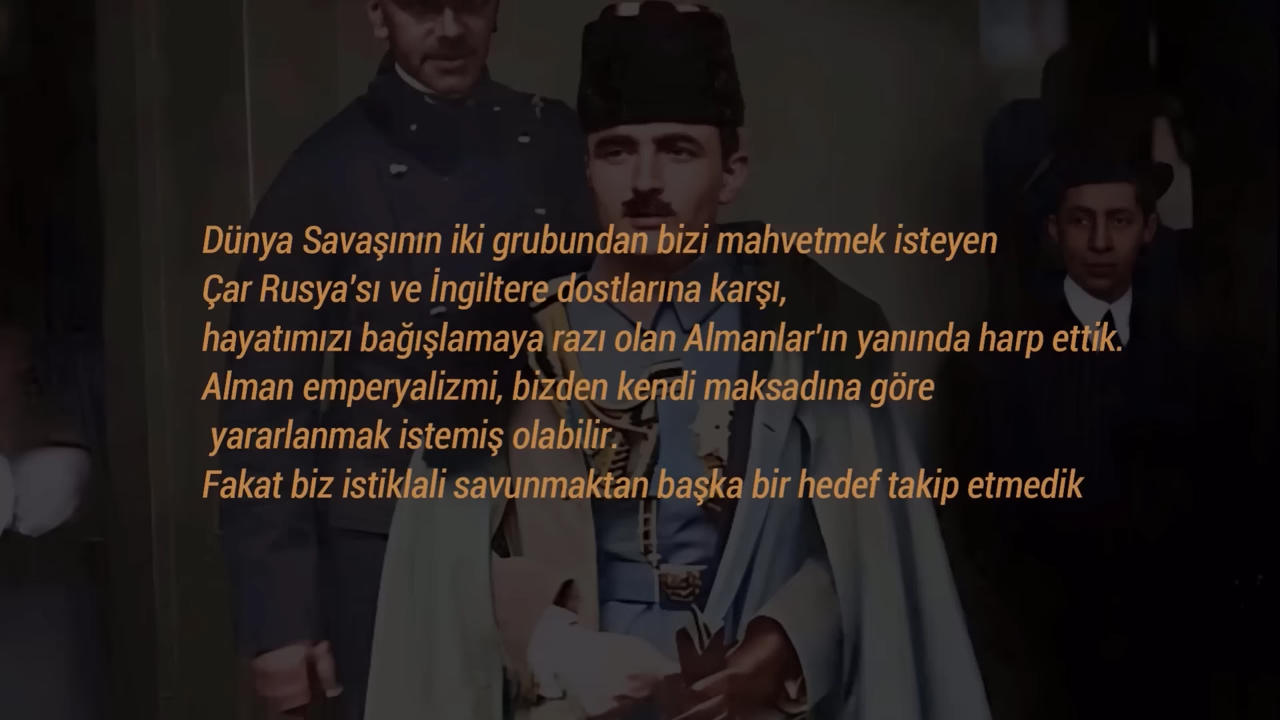 Dünya Savaşının iki grubundan bizi mahvetmek isteyen
Çar Rusya'sı ve İngiltere dostlarına karşı,
hayatımızı bağışlamaya razı olan Almanlar'ın yanında harp ettik.
Alman emperyalizmi, bizden kendi maksadına göre
yararlanmak istemiş olabilir.
Fakat biz istiklali savunmaktan başka bir hedef takip etmedik